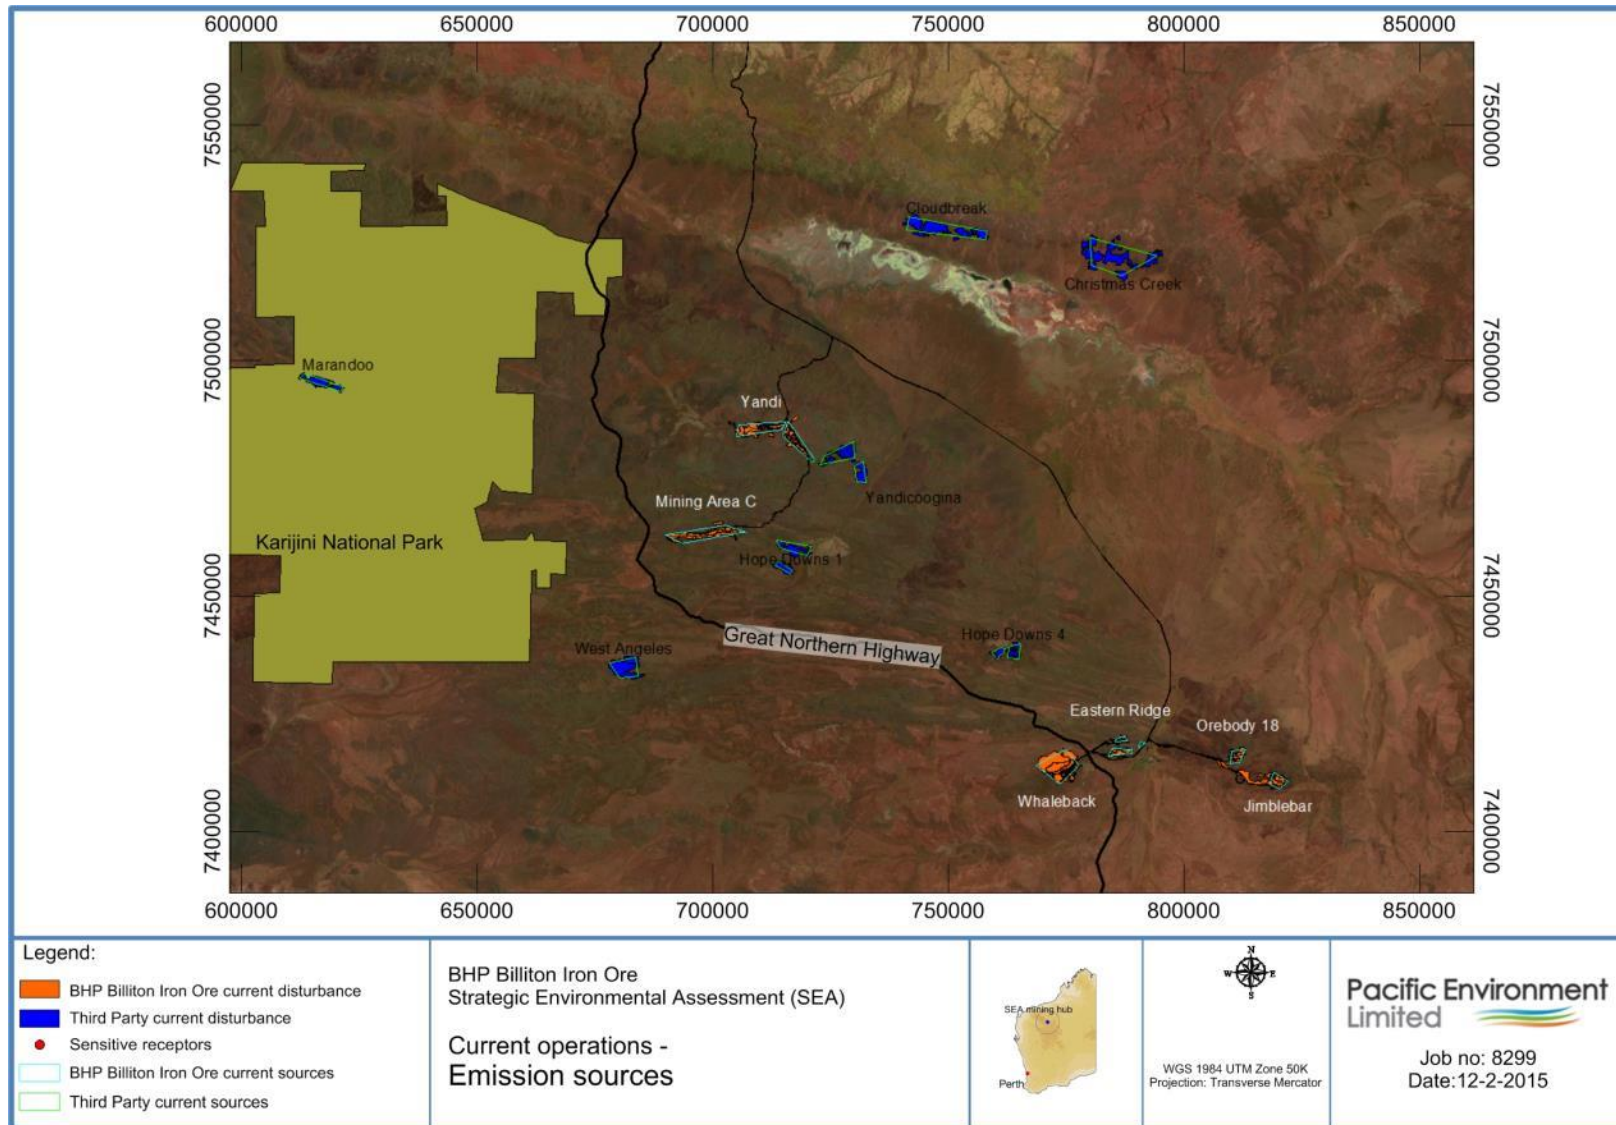 600000 650000 700000 750000 800000 850000
7550000 7550000
Cloudbreak
Christmas Creek
7500000 7500000
Marandoo
Yandi
Yandicoogina
Mining Area C
Karijini National Park
Hope Downs 1
7450000 7450000
Great Northern Highway
Hope Downs 4
West Angeles
Eastern Ridge
Orebody 18
Whaleback
Jimblebar
7400000 7400000
600000 650000 700000 750000 800000 850000
Legend:
BHP Billiton Iron Ore current disturbance
Third Party current disturbance
Sensitive receptors
BHP Billiton Iron Ore current sources
Third Party current sources
BHP Billiton Iron Ore
Strategic Environmental Assessment (SEA)
Current operations -
Emission sources
SEA mining hub
Perth
N
W E
S
WGS 1984 UTM Zone 50K
Projection: Transverse Mercator
Pacific Environment
Limited
Job no: 8299
Date:12-2-2015